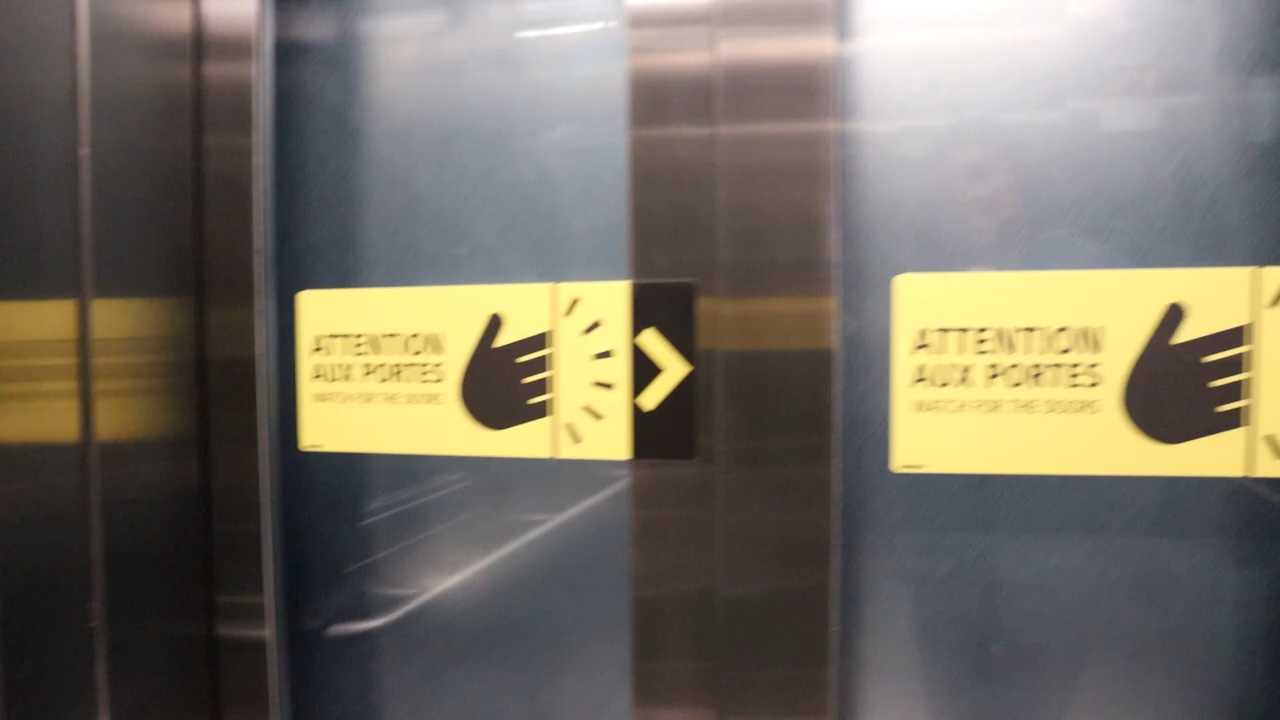 ATTENTION
AUX PORTES
WATCH FOR THE DOORS
ATTENTION
AUX PORTES
WATCH FOR THE DOORS